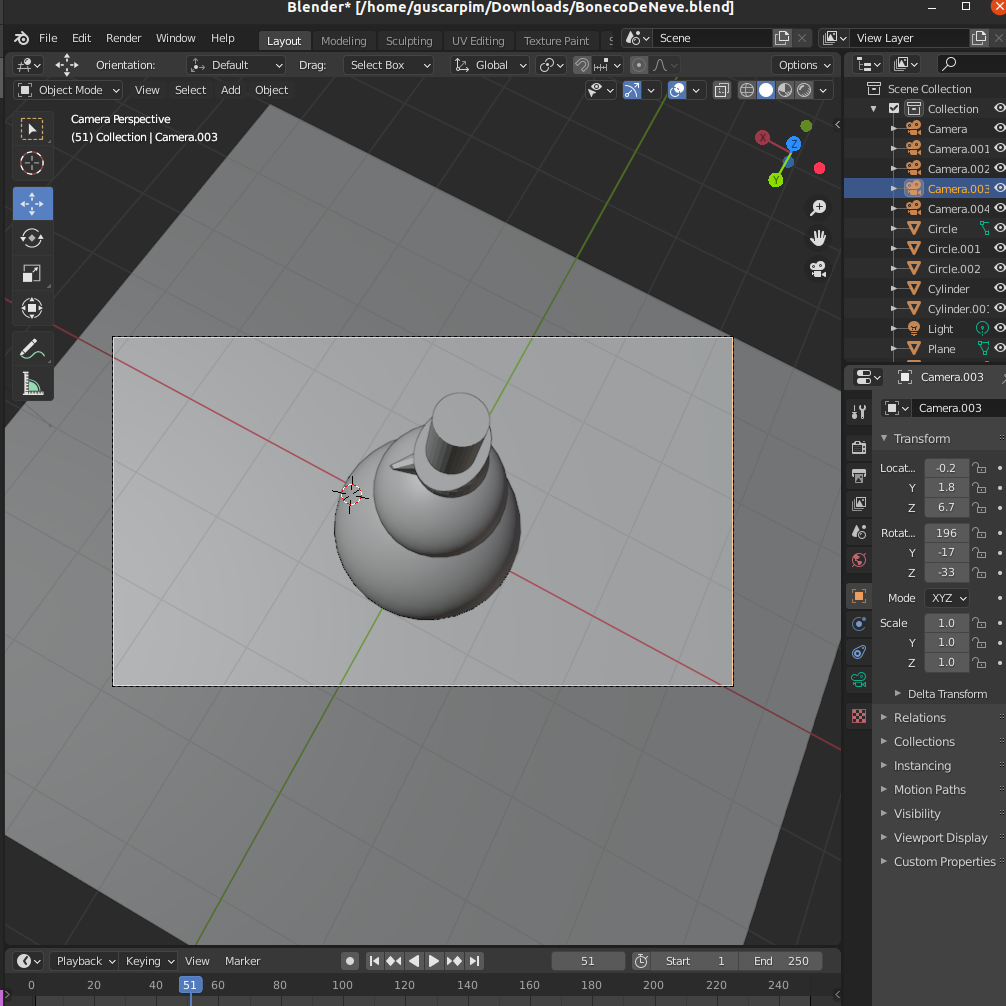 Blender* [/home/guscarpim/Downloads/BonecoDeNeve.blend]
File Edit Render Window Help Layout Modeling Sculpting UV Editing Texture Paint Scene View Layer
Orientation: Default Drag: Select Box Global Options
Object Mode View Select Add Object
Camera Perspective
(51) Collection | Camera.003
X
Z
Y
Scene Collection
Collection
Camera
Camera.001
Camera.002
Camera.003
Camera.004
Circle
Circle.001
Circle.002
Cylinder
Cylinder.00
Light
Plane
Camera.003
Camera.003
Transform
Locat... -0.2
Y 1.8
Z 6.7
Rotat... 196
Y -17
Z -33
Mode XYZ
Scale 1.0
Y 1.0
Z 1.0
Delta Transform
Relations
Collections
Instancing
Motion Paths
Visibility
Viewport Display
Custom Properties
Playback Keying View Marker 51 Start 1 End 250
0 20 40 51 60 80 100 120 140 160 180 200 220 240